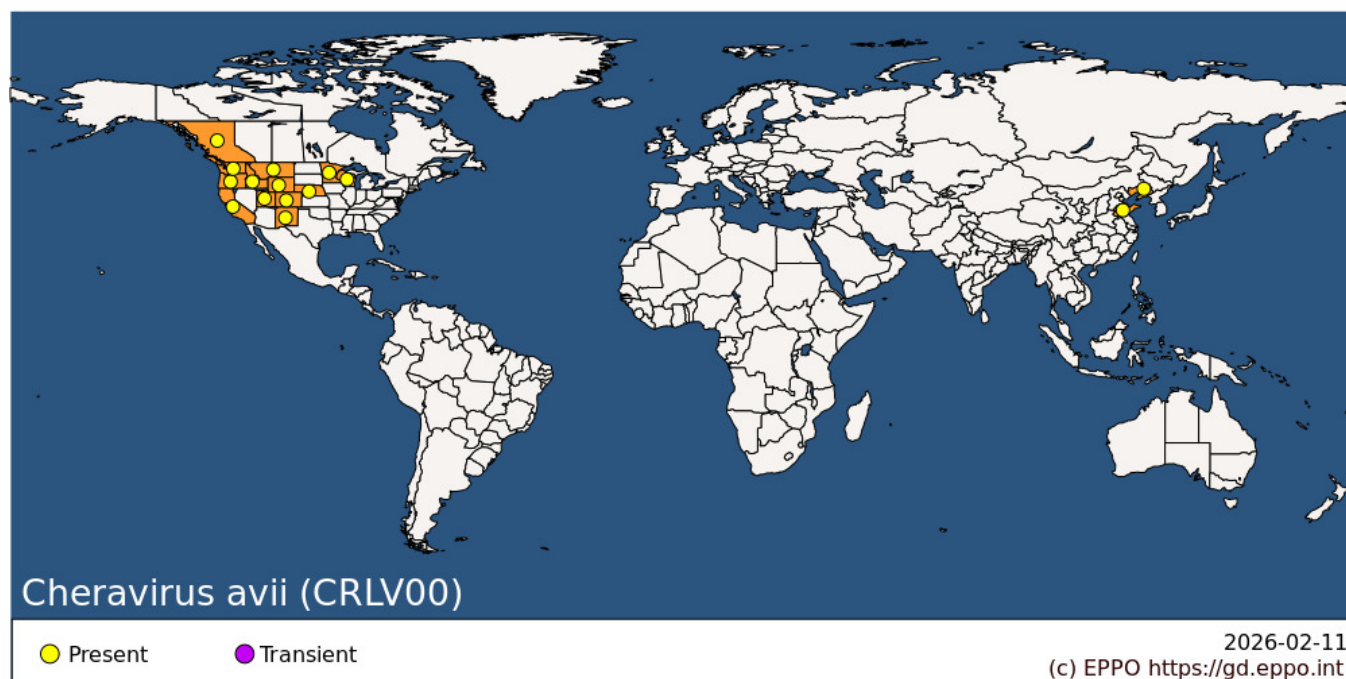 Cheravirus avii (CRLV00)
Present
Transient
2026-02-11
(c) EPPO https://gd.eppo.int